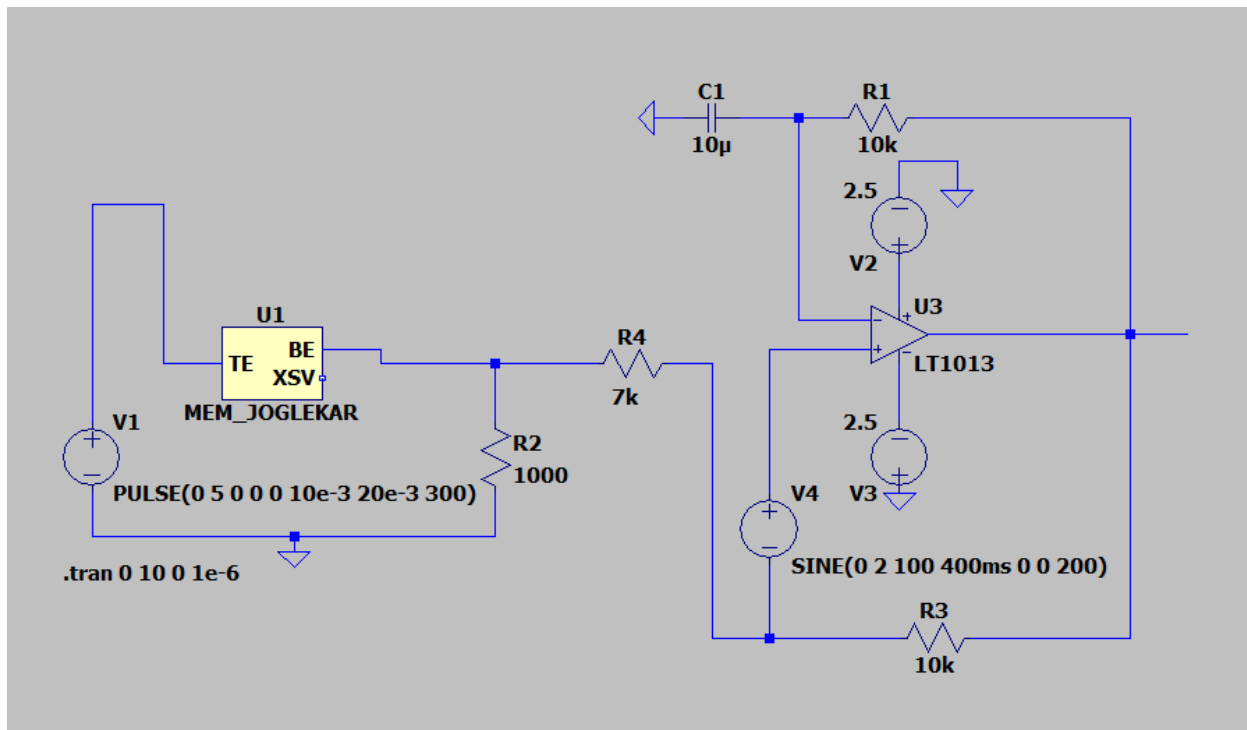 C1
10µ
R1
10k
2.5
V2
U3
LT1013
U1
TE
BE
XSV
MEM_JOGLEKAR
R4
7k
V1
PULSE(0 5 0 0 0 10e-3 20e-3 300)
R2
1000
2.5
V3
V4
SINE(0 2 100 400ms 0 0 200)
.tran 0 10 0 1e-6
R3
10k